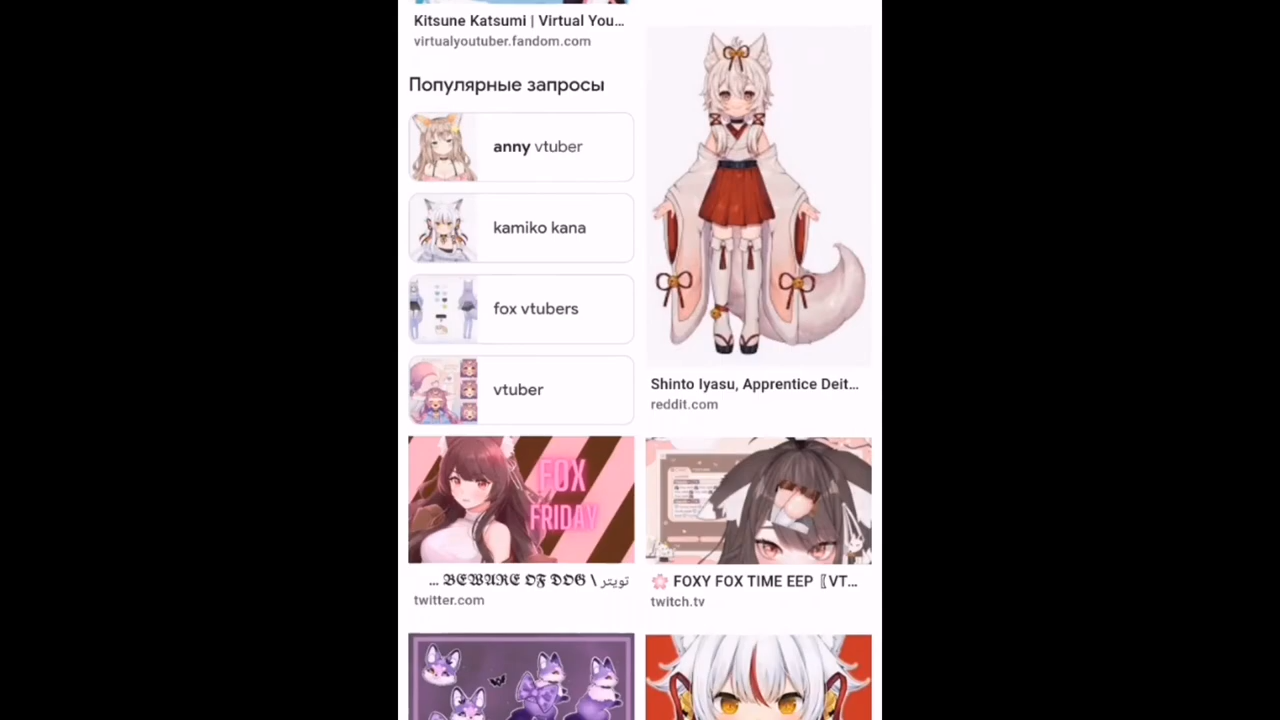 Kitsune Katsumi | Virtual You...
virtualyoutuber.fandom.com
Популярные запросы
anny vtuber
kamiko kana
fox vtubers
vtuber
Shinto Iyasu, Apprentice Deit...
reddit.com
FOX
FRIDAY
... 𝕭𝕰𝖂𝕬𝕽𝕰 𝕺𝕱 𝕯𝕺𝕲 \ تويتر
twitter.com
🌸 FOXY FOX TIME EEP〖VT...
twitch.tv